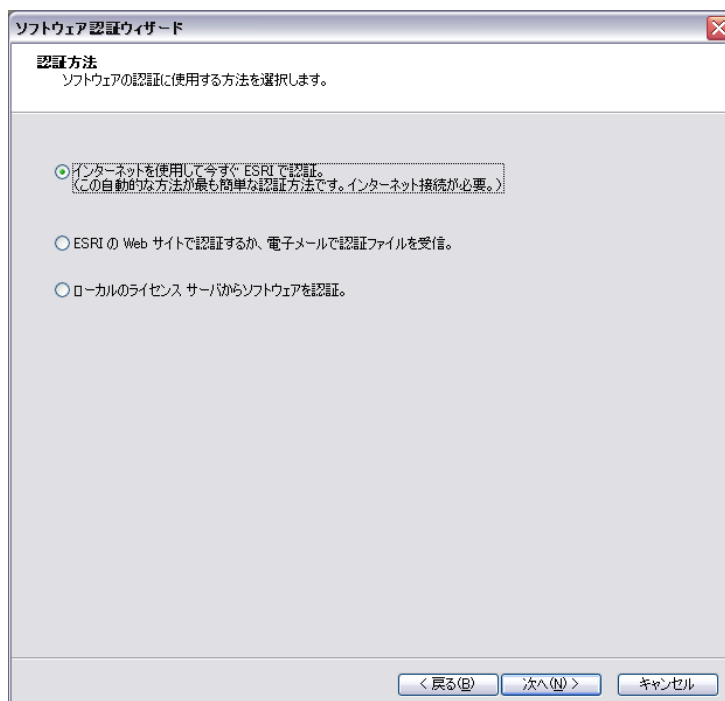 ソフトウェア認証ウィザード
認証方法
ソフトウェアの認証に使用する方法を選択します。
インターネットを使用して今すぐ ESRI で認証。
(この自動的な方法が最も簡単な認証方法です。インターネット接続が必要。)
ESRI の Web サイトで認証するか、電子メールで認証ファイルを受信。
ローカルのライセンス サーバからソフトウェアを認証。
< 戻る(B) 次へ(N) > キャンセル